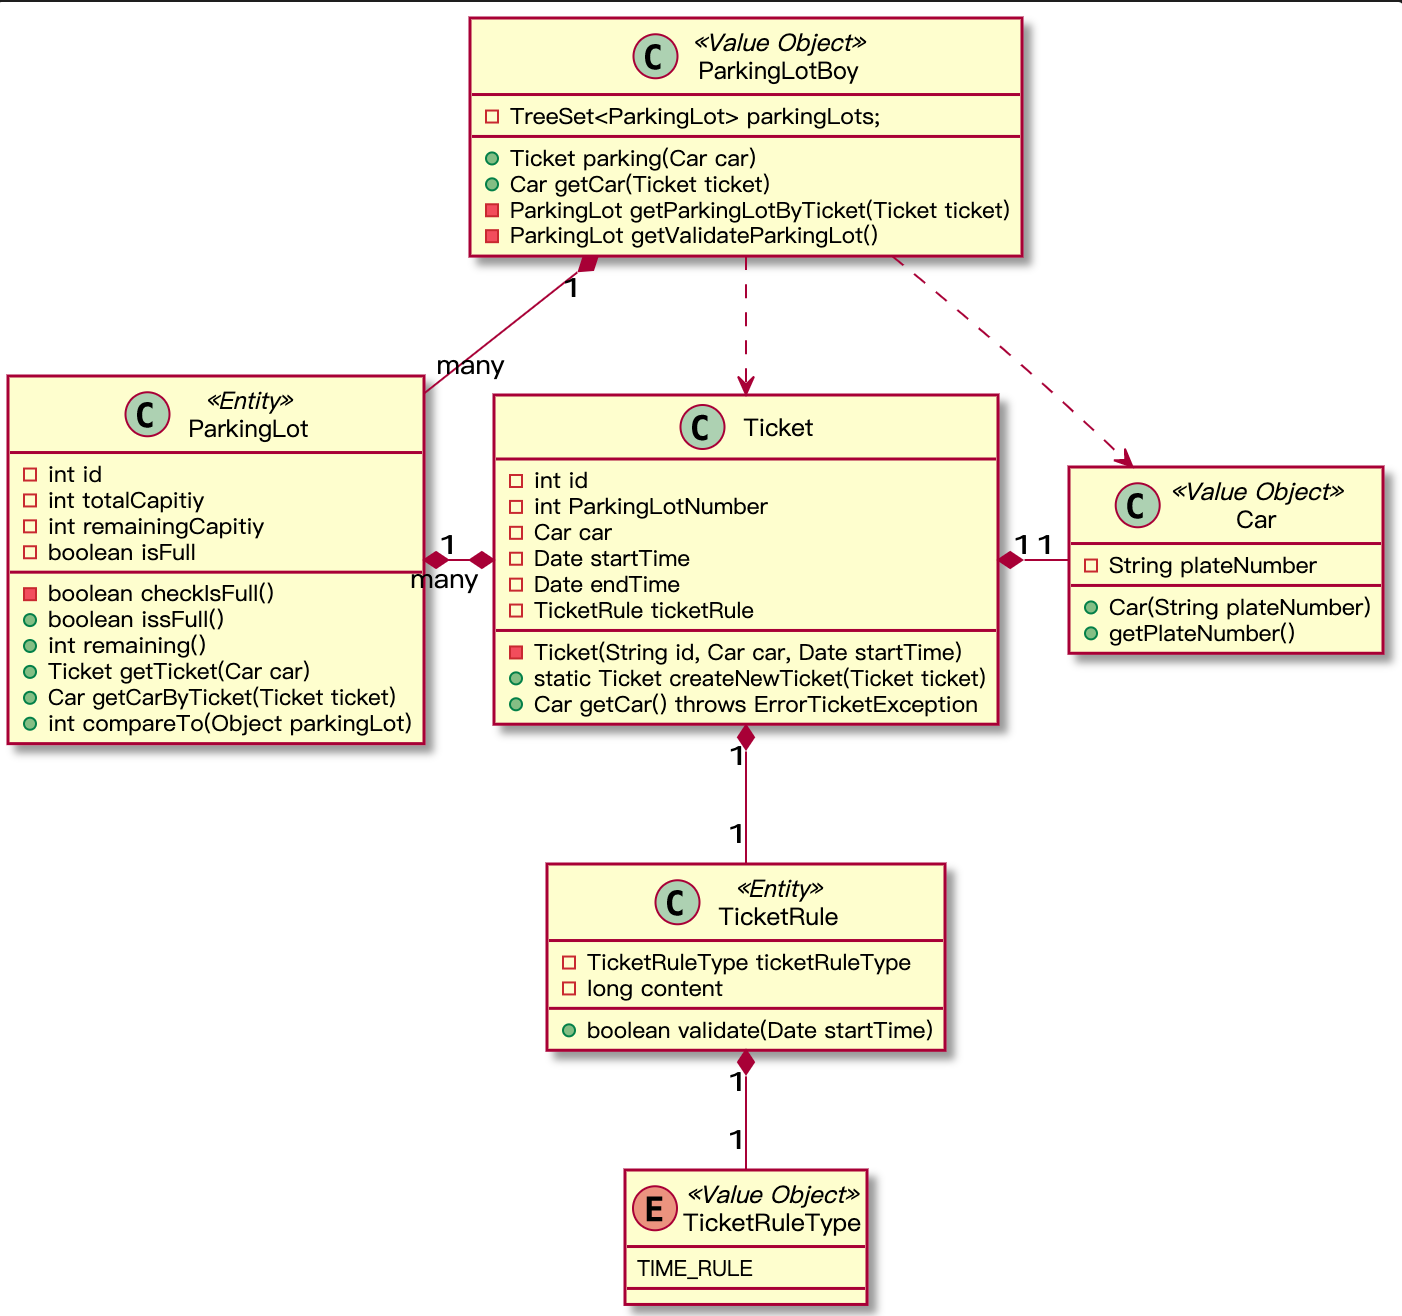 C
«Value Object»
ParkingLotBoy
TreeSet<ParkingLot> parkingLots;
Ticket parking(Car car)
Car getCar(Ticket ticket)
ParkingLot getParkingLotByTicket(Ticket ticket)
ParkingLot getValidateParkingLot()
1
many
C
«Entity»
ParkingLot
int id
int totalCapitiy
int remainingCapitiy
boolean isFull
boolean checkIsFull()
boolean issFull()
int remaining()
Ticket getTicket(Car car)
Car getCarByTicket(Ticket ticket)
int compareTo(Object parkingLot)
1
many
C
Ticket
int id
int ParkingLotNumber
Car car
Date startTime
Date endTime
TicketRule ticketRule
Ticket(String id, Car car, Date startTime)
static Ticket createNewTicket(Ticket ticket)
Car getCar() throws ErrorTicketException
1 1
C
«Value Object»
Car
String plateNumber
Car(String plateNumber)
getPlateNumber()
1
1
C
«Entity»
TicketRule
TicketRuleType ticketRuleType
long content
boolean validate(Date startTime)
1
1
E
«Value Object»
TicketRuleType
TIME_RULE